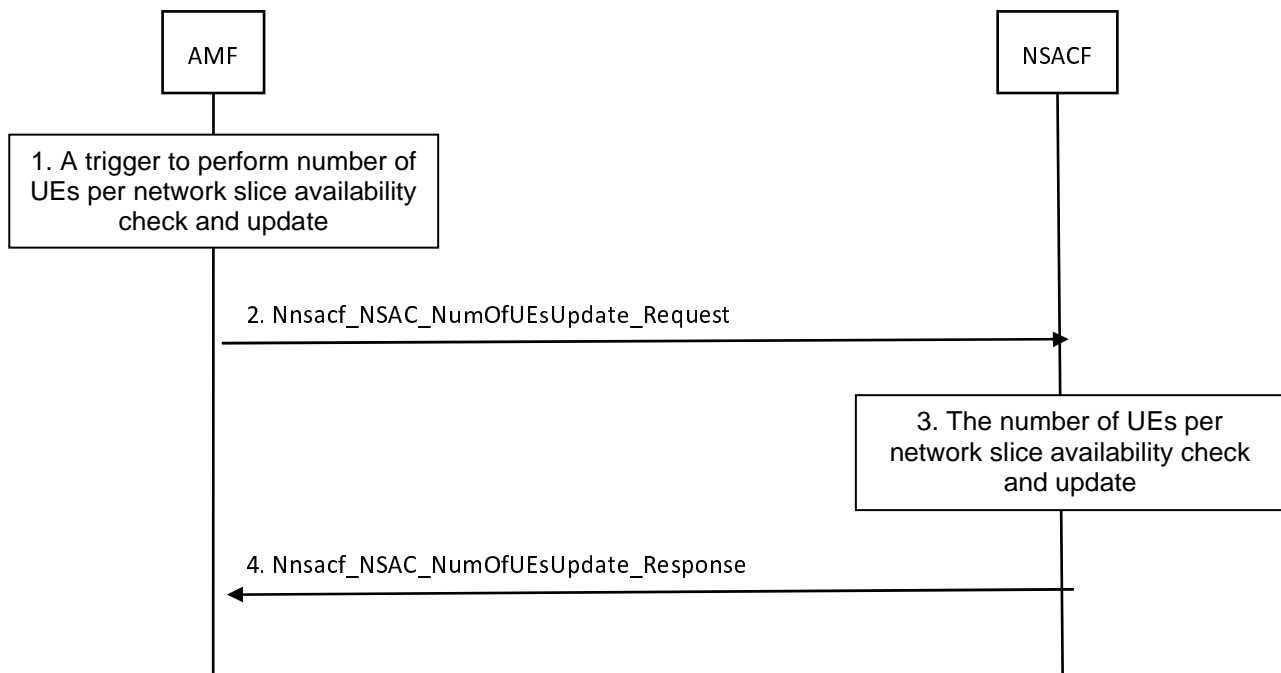 AMF
NSACF
1. A trigger to perform number of
UEs per network slice availability
check and update
2. Nnsacf_NSAC_NumOfUEsUpdate_Request
3. The number of UEs per
network slice availability check
and update
4. Nnsacf_NSAC_NumOfUEsUpdate_Response